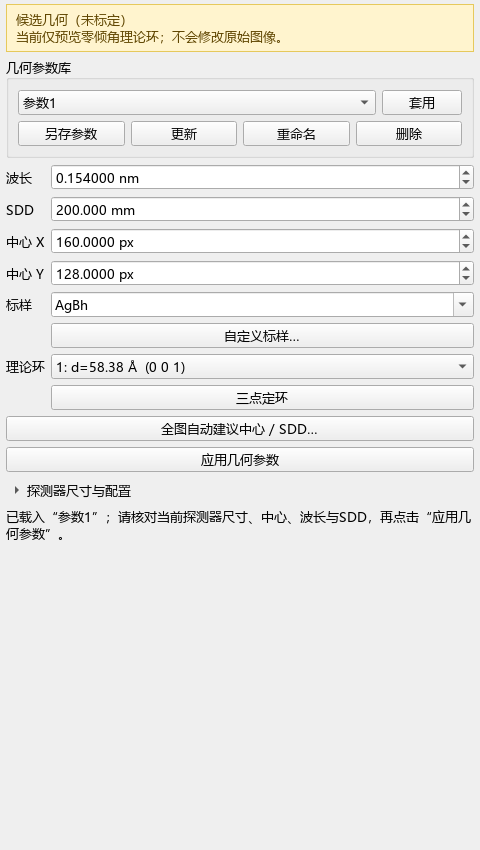 候选几何（未标定）
当前仅预览零倾角理论环；不会修改原始图像。
几何参数库
参数1
套用
另存参数
更新
重命名
删除
波长
0.154000 nm
SDD
200.000 mm
中心 X
160.0000 px
中心 Y
128.0000 px
标样
AgBh
自定义标样...
理论环
1: d=58.38 Å  (0 0 1)
三点定环
全图自动建议中心 / SDD...
应用几何参数
探测器尺寸与配置
已载入“参数1”；请核对当前探测器尺寸、中心、波长与SDD，再点击“应用几
何参数”。